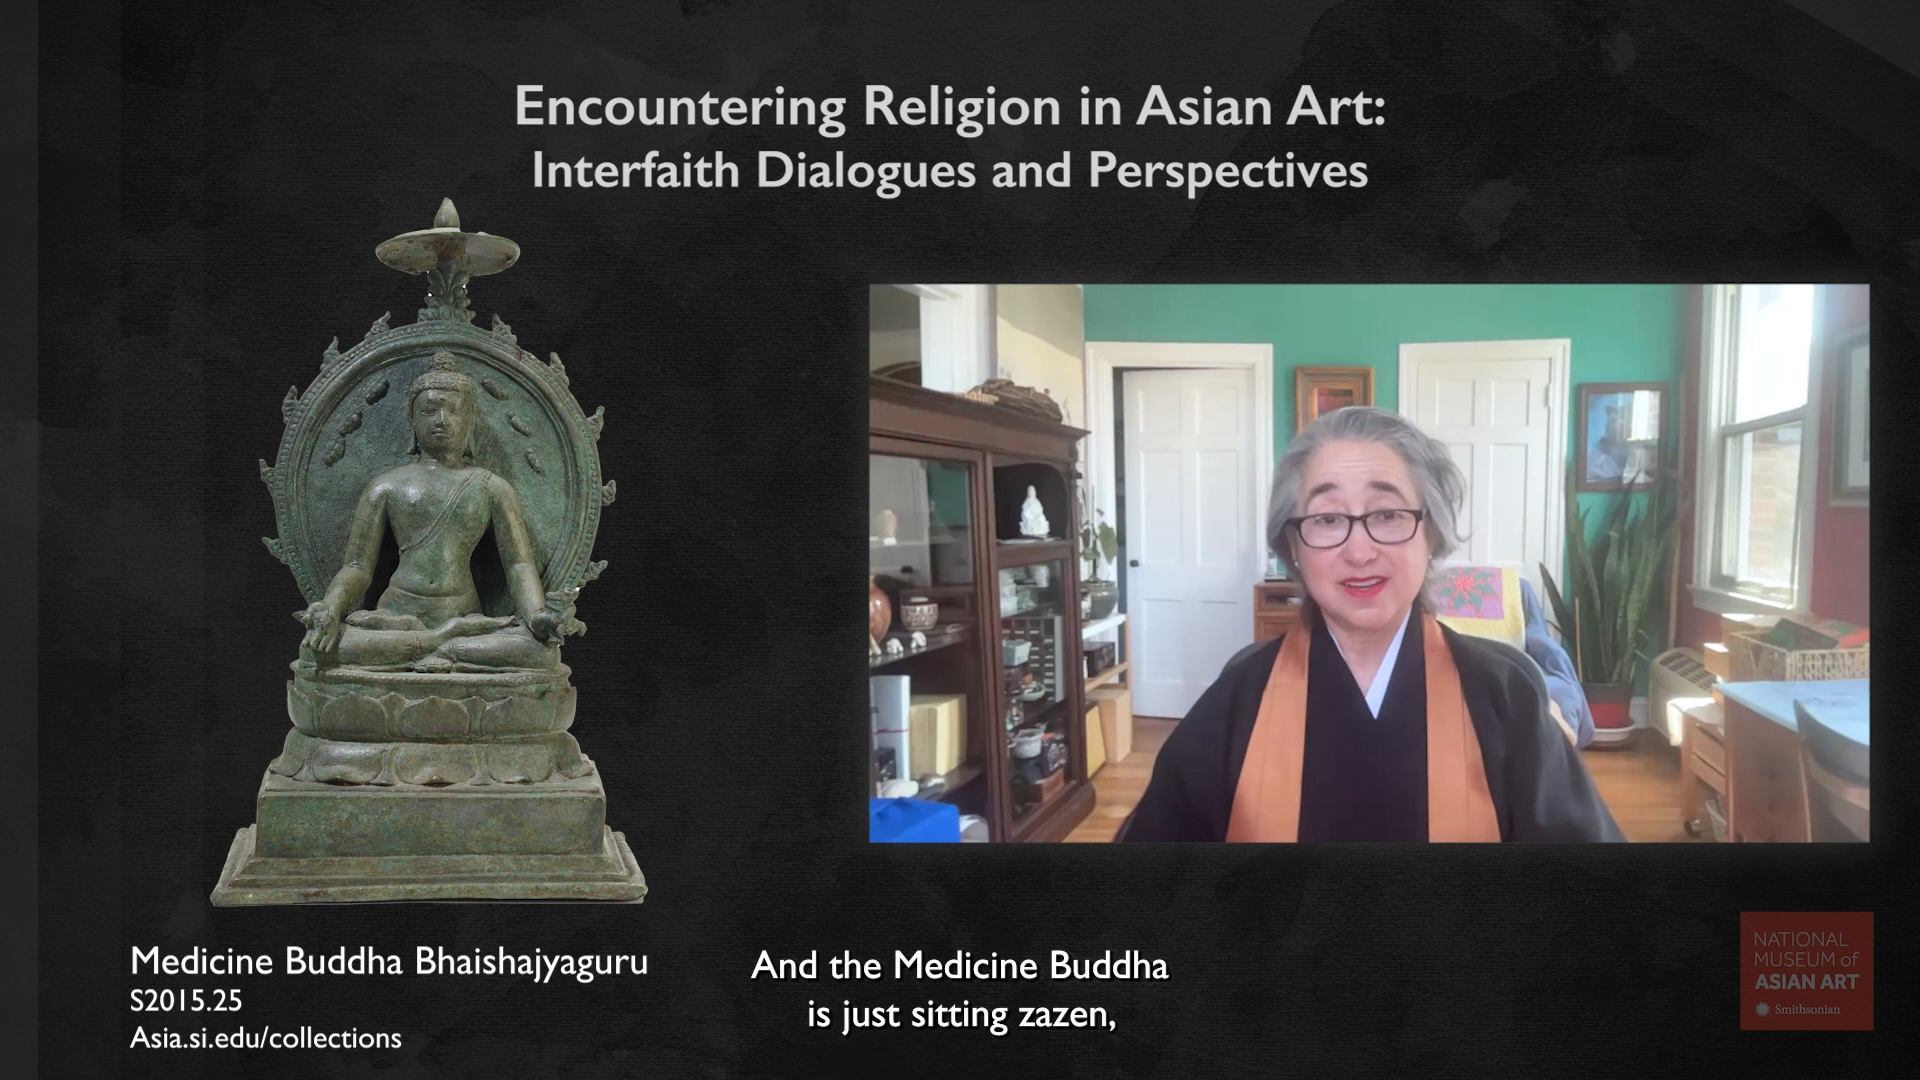 Encountering Religion in Asian Art:
Interfaith Dialogues and Perspectives
Medicine Buddha Bhaishajyaguru
S2015.25
Asia.si.edu/collections
And the Medicine Buddha
is just sitting zazen,
NATIONAL
MUSEUM of
ASIAN ART
Smithsonian